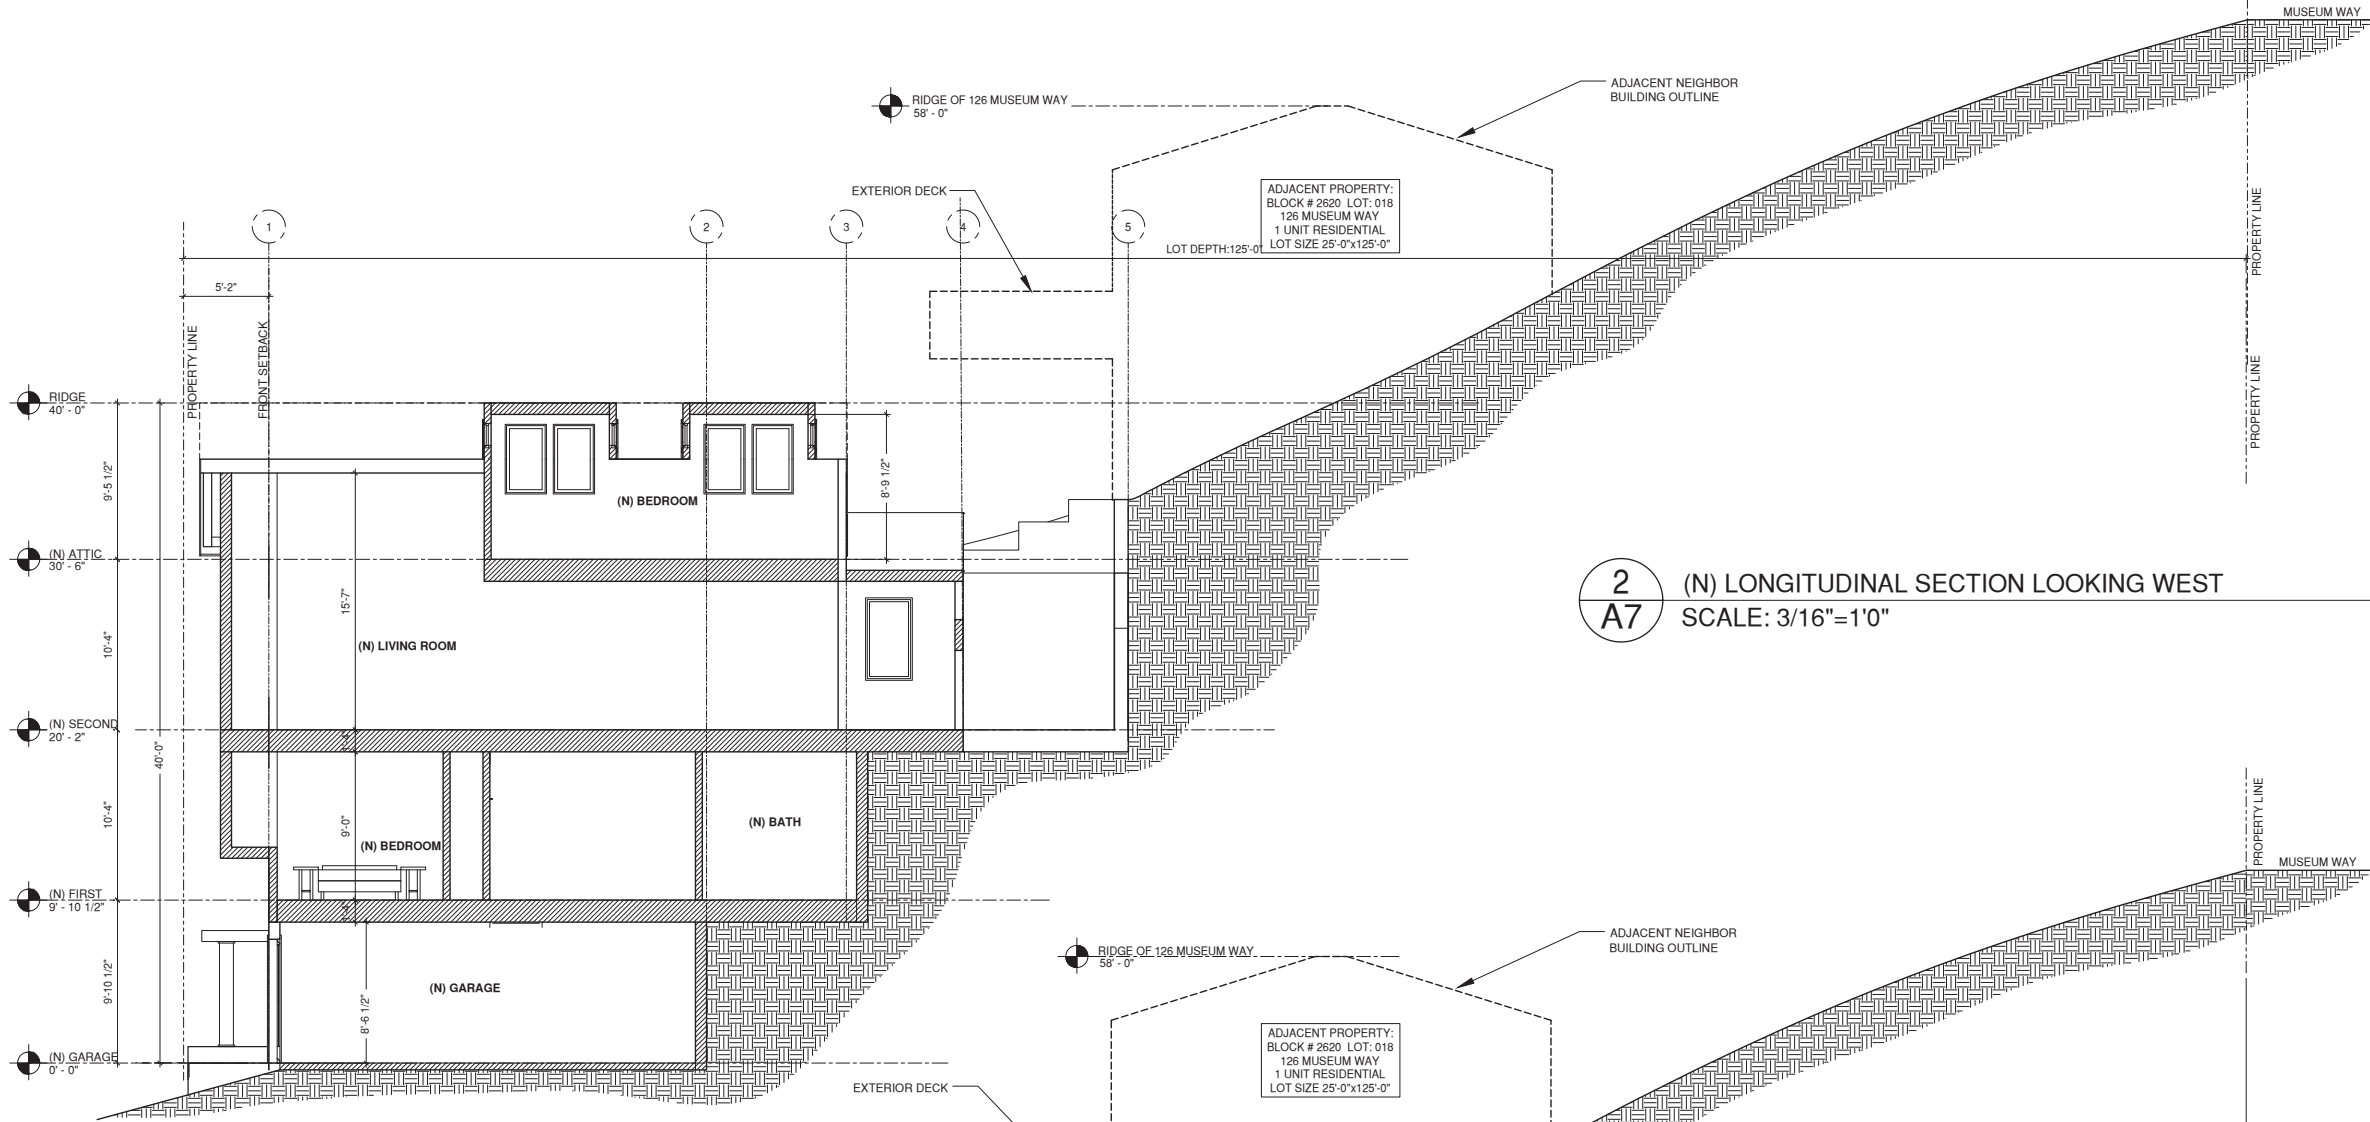 MUSEUM WAY
RIDGE OF 126 MUSEUM WAY
58' - 0"
ADJACENT NEIGHBOR
BUILDING OUTLINE
EXTERIOR DECK
ADJACENT PROPERTY:
BLOCK # 2620 LOT: 018
126 MUSEUM WAY
1 UNIT RESIDENTIAL
LOT SIZE 25'-0"x125'-0"
1
2
3
4
5
LOT DEPTH:125'-0"
PROPERTY LINE
5'-2"
PROPERTY LINE
FRONT SETBACK
PROPERTY LINE
RIDGE
40' - 0"
9'-5 1/2"
8'-9 1/2"
(N) BEDROOM
(N) ATTIC
30' - 6"
15'-7"
10'-4"
(N) LIVING ROOM
2
A7
(N) LONGITUDINAL SECTION LOOKING WEST
SCALE: 3/16"=1'0"
(N) SECOND
20' - 2"
1'-4"
40'-0"
10'-4"
9'-0"
(N) BATH
(N) BEDROOM
PROPERTY LINE
MUSEUM WAY
(N) FIRST
9' - 10 1/2"
1'-4"
RIDGE OF 126 MUSEUM WAY
58' - 0"
ADJACENT NEIGHBOR
BUILDING OUTLINE
9'-10 1/2"
(N) GARAGE
8'-6 1/2"
ADJACENT PROPERTY:
BLOCK # 2620 LOT: 018
126 MUSEUM WAY
1 UNIT RESIDENTIAL
LOT SIZE 25'-0"x125'-0"
(N) GARAGE
0' - 0"
EXTERIOR DECK